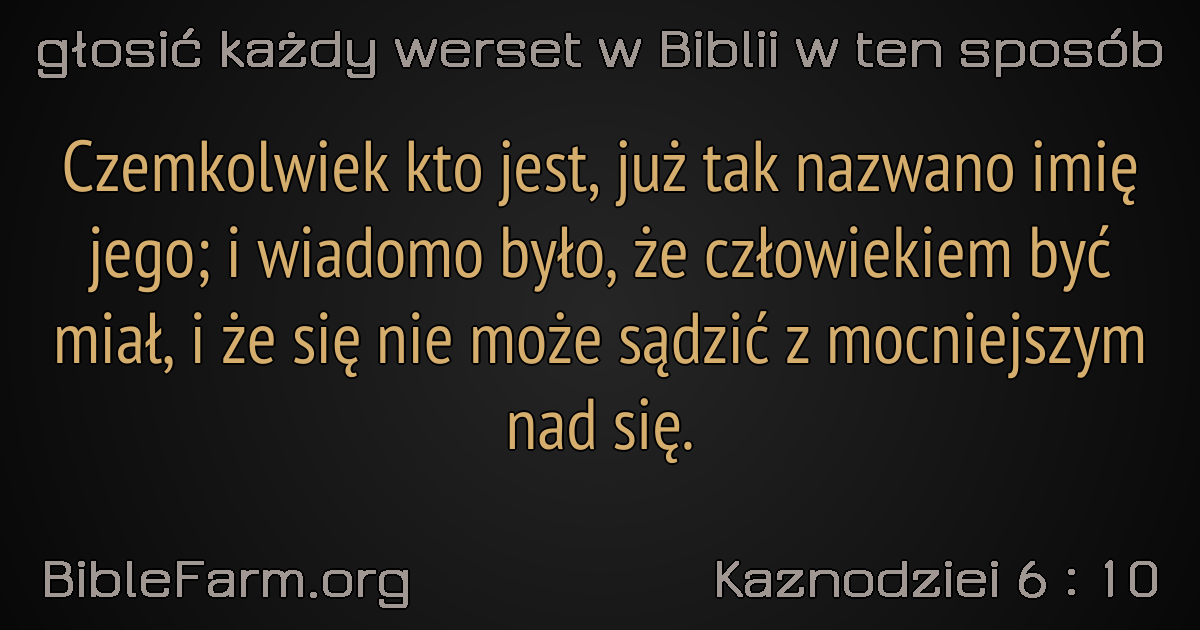 głosić każdy werset w Biblii w ten sposób
Czemkolwiek kto jest, już tak nazwano imię
jego; i wiadomo było, że człowiekiem być
miał, i że się nie może sądzić z mocniejszym
nad się.
BibleFarm.org
Kaznodziei 6 : 10